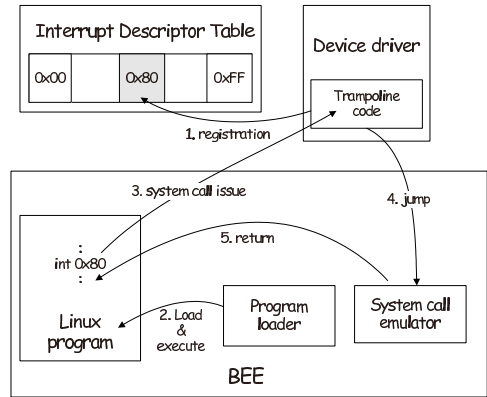 Interrupt Descriptor Table
0x00
0x80
0xFF
Device driver
Trampoline
code
1. registration
3. system call issue
4. jump
5. return
:
int 0x80
:
Linux
program
2. Load
&
execute
Program
loader
System call
emulator
BEE